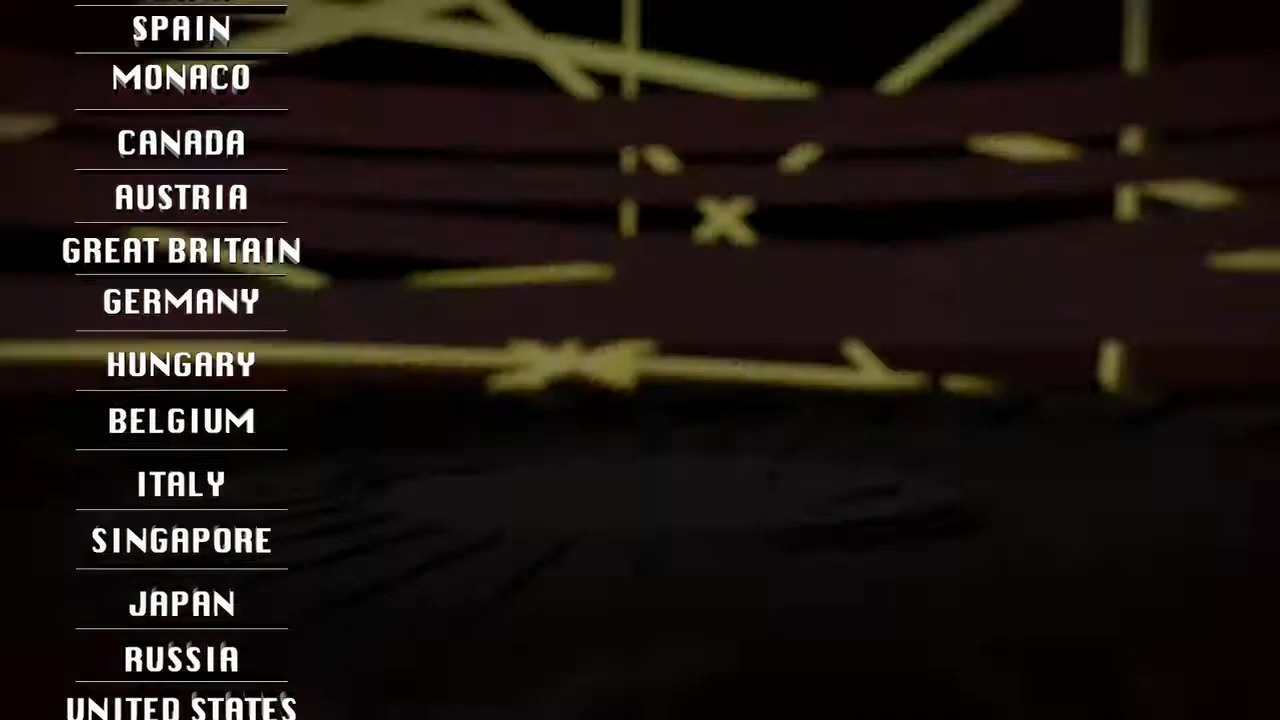 SPAIN
MONACO
CANADA
AUSTRIA
GREAT BRITAIN
GERMANY
HUNGARY
BELGIUM
ITALY
SINGAPORE
JAPAN
RUSSIA
UNITED STATES